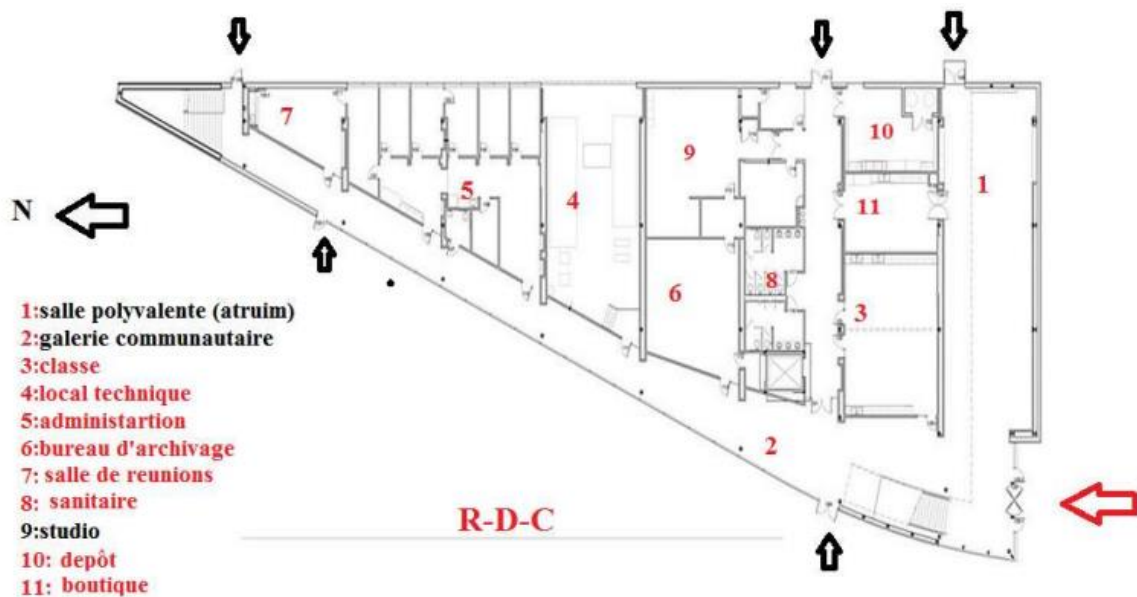 7
10
9
1
5
4
11
N
6
8
3
1:salle polyvalente (atruim)
2:galerie communautaire
3:classe
4:local technique
5:administartion
6:bureau d'archivage
7: salle de reunions
8: sanitaire
9:studio
10: depôt
11: boutique
2
R-D-C